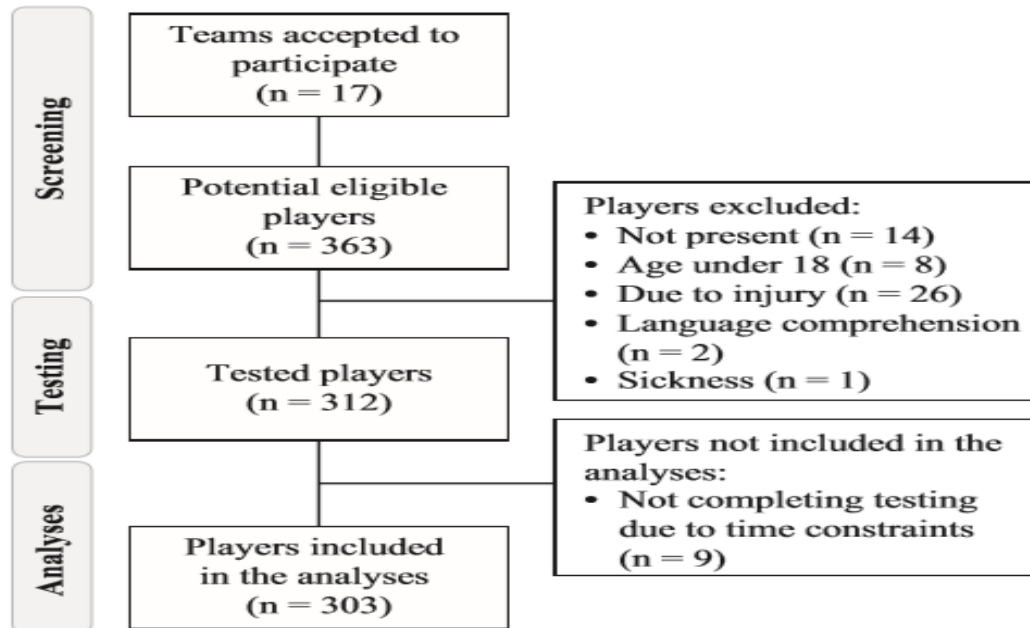 Screening
Teams accepted to
participate
(n = 17)
Potential eligible
players
(n = 363)
Players excluded:
• Not present (n = 14)
• Age under 18 (n = 8)
• Due to injury (n = 26)
• Language comprehension
(n = 2)
• Sickness (n = 1)
Testing
Tested players
(n = 312)
Players not included in the
analyses:
• Not completing testing
due to time constraints
(n = 9)
Analyses
Players included
in the analyses
(n = 303)